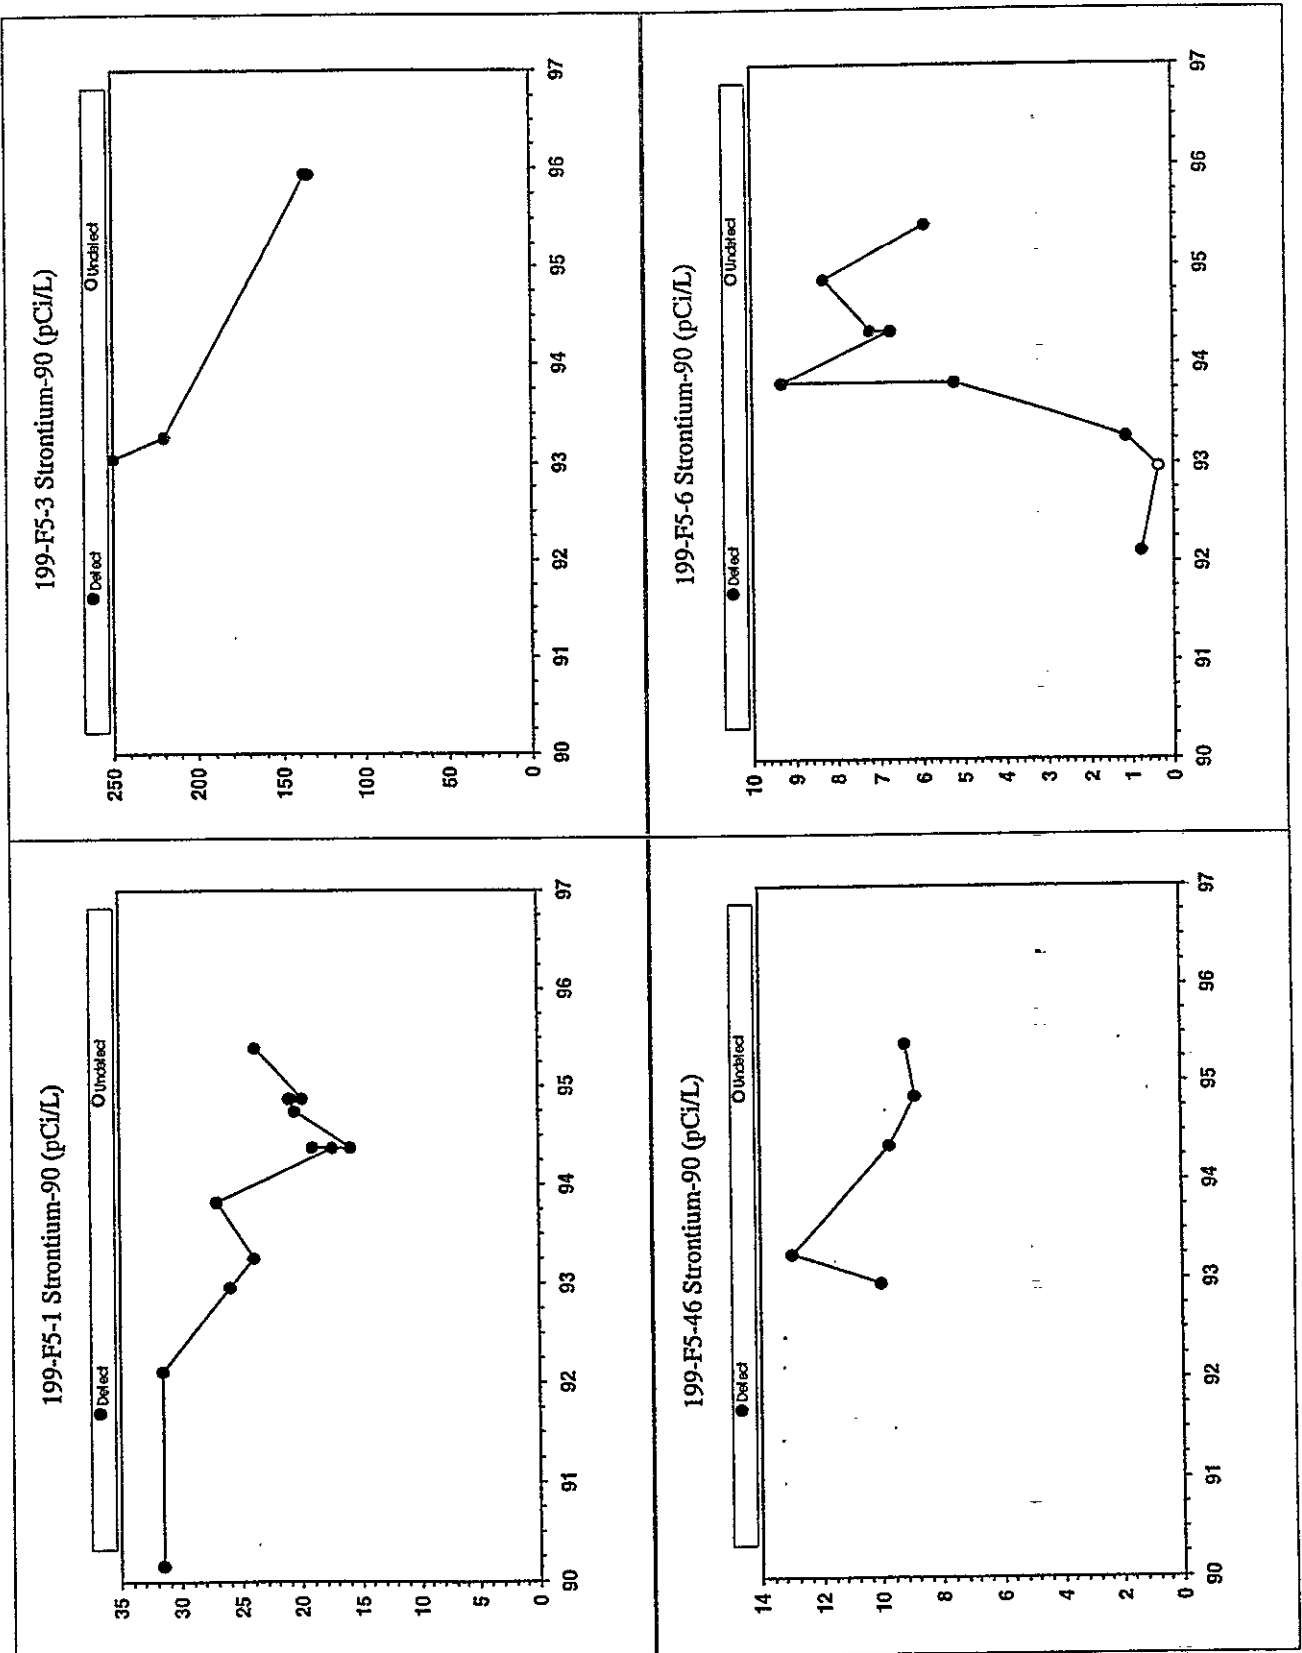 199-F5-1 Strontium-90 (pCi/L)
Detect Undetect
35
30
25
20
15
10
5
0
90 91 92 93 94 95 96 97
199-F5-3 Strontium-90 (pCi/L)
Detect Undetect
250
200
150
100
50
0
90 91 92 93 94 95 96 97
199-F5-46 Strontium-90 (pCi/L)
Detect Undetect
14
12
10
8
6
4
2
0
90 91 92 93 94 95 96 97
199-F5-6 Strontium-90 (pCi/L)
Detect Undetect
10
9
8
7
6
5
4
3
2
1
0
90 91 92 93 94 95 96 97